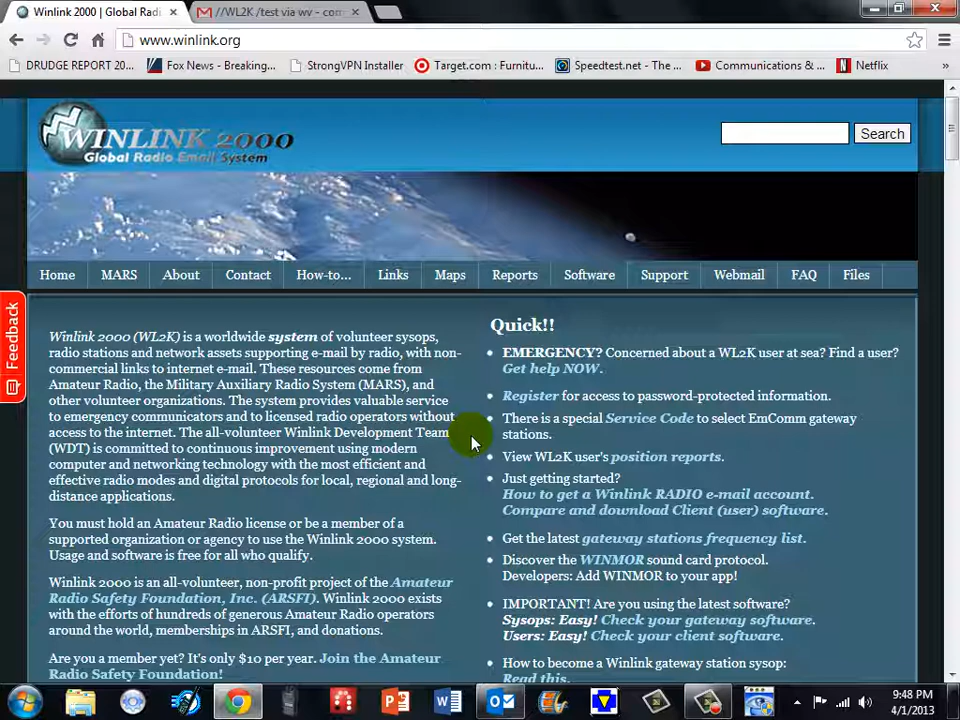 Winlink 2000 | Global Radi
//WL2K /test via wv - com
www.winlink.org
DRUDGE REPORT 20...
Fox News - Breaking...
StrongVPN Installer
Target.com : Furnitu...
Speedtest.net - The ...
Communications & ...
Netflix
»
WINLINK 2000
Global Radio Email System
Search
Home
MARS
About
Contact
How-to...
Links
Maps
Reports
Software
Support
Webmail
FAQ
Files
Feedback
Winlink 2000 (WL2K) is a worldwide system of volunteer sysops,
radio stations and network assets supporting e-mail by radio, with non-
commercial links to internet e-mail. These resources come from
Amateur Radio, the Military Auxiliary Radio System (MARS), and
other volunteer organizations. The system provides valuable service
to emergency communicators and to licensed radio operators without
access to the internet. The all-volunteer Winlink Development Team
(WDT) is committed to continuous improvement using modern
computer and networking technology with the most efficient and
effective radio modes and digital protocols for local, regional and long-
distance applications.
You must hold an Amateur Radio license or be a member of a
supported organization or agency to use the Winlink 2000 system.
Usage and software is free for all who qualify.
Winlink 2000 is an all-volunteer, non-profit project of the Amateur
Radio Safety Foundation, Inc. (ARSFI). Winlink 2000 exists
with the efforts of hundreds of generous Amateur Radio operators
around the world, memberships in ARSFI, and donations.
Are you a member yet? It's only $10 per year. Join the Amateur
Radio Safety Foundation!
Quick!!
EMERGENCY? Concerned about a WL2K user at sea? Find a user?
Get help NOW.
Register for access to password-protected information.
There is a special Service Code to select EmComm gateway
stations.
View WL2K user's position reports.
Just getting started?
How to get a Winlink RADIO e-mail account.
Compare and download Client (user) software.
Get the latest gateway stations frequency list.
Discover the WINMOR sound card protocol.
Developers: Add WINMOR to your app!
IMPORTANT! Are you using the latest software?
Sysops: Easy! Check your gateway software.
Users: Easy! Check your client software.
How to become a Winlink gateway station sysop:
Read this.
9:48 PM
4/1/2013